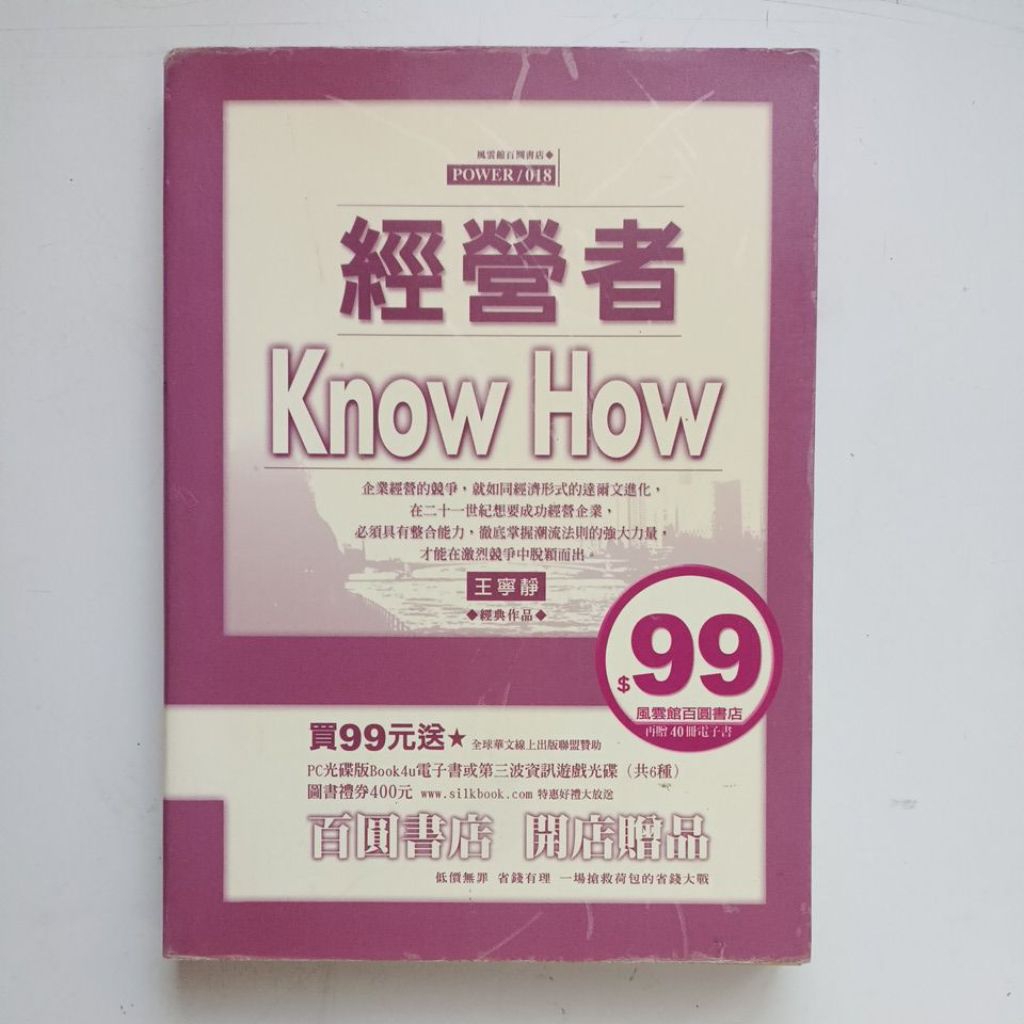 風雲館百圓書店◆
POWER/018
經營者
Know How
企業經營的競爭，就如同經濟形式的達爾文進化，
在二十一世紀想要成功經營企業，
必須具有整合能力，徹底掌握潮流法則的強大力量，
才能在激烈競爭中脫穎而出。
王寧靜
◆經典作品◆
$99
風雲館百圓書店
再贈40冊電子書
買99元送★ 全球華文線上出版聯盟贊助
PC光碟版Book4u電子書或第三波資訊遊戲光碟（共6種）
圖書禮券400元 www.silkbook.com 特惠好禮大放送
百圓書店 開店贈品
低價無罪 省錢有理 一場搶救荷包的省錢大戰